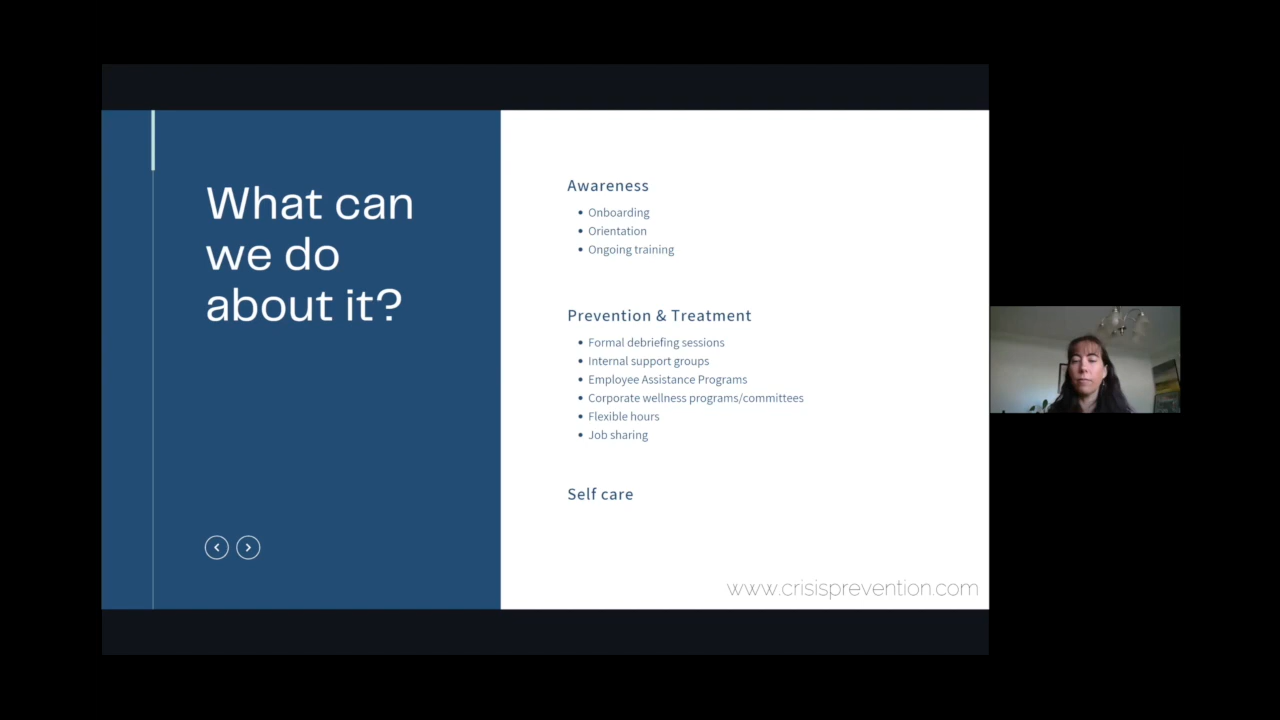 What can
we do
about it?
Awareness
• Onboarding
• Orientation
• Ongoing training
Prevention & Treatment
• Formal debriefing sessions
• Internal support groups
• Employee Assistance Programs
• Corporate wellness programs/committees
• Flexible hours
• Job sharing
Self care
www.crisisprevention.com